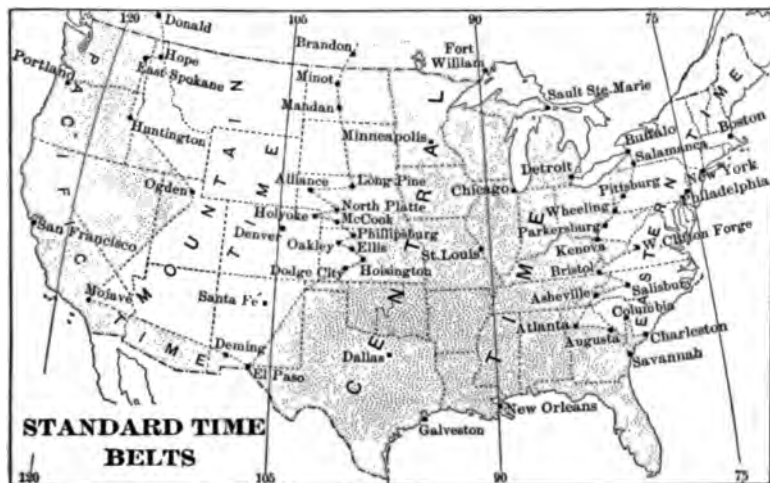 120
105
90
75
Donald
Brandon
Fort
William
Hope
Portland
East Spokane
Minot
Sault Ste-Marie
Mandan
Huntington
Minneapolis
Buffalo
Boston
Salamanca
Detroit
Ogden
Alliance
Long Pine
Chicago
New York
Pittsburg
Philadelphia
North Platte
Holyoke
McCook
Wheeling
San Francisco
Denver
Phillipsburg
Parkersburg
Oakley
Ellis
St. Louis
Kenova
W. Clifton Forge
Dodge City
Hoisington
Bristol
Mojave
Santa Fe
Asheville
Salisbury
Columbia
Atlanta
Deming
Dallas
Augusta
Charleston
El Paso
Savannah
New Orleans
Galveston
PACIFIC TIME
MOUNTAIN TIME
CENTRAL TIME
EASTERN TIME
STANDARD TIME
BELTS
120
105
90
75